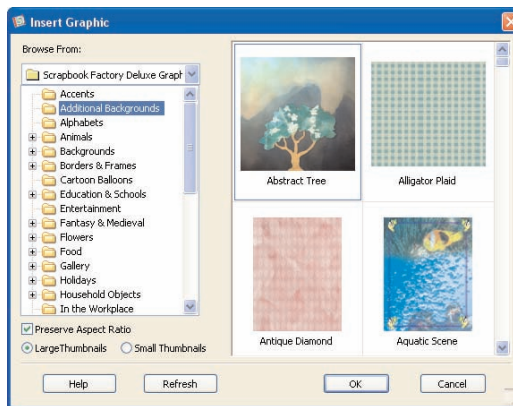 Insert Graphic
Browse From:
Scrapbook Factory Deluxe Graph
Accents
Additional Backgrounds
Alphabets
Animals
Backgrounds
Borders & Frames
Cartoon Balloons
Education & Schools
Entertainment
Fantasy & Medieval
Flowers
Food
Gallery
Holidays
Household Objects
In the Workplace
Preserve Aspect Ratio
LargeThumbnails
Small Thumbnails
Abstract Tree
Alligator Plaid
Antique Diamond
Aquatic Scene
Help
Refresh
OK
Cancel